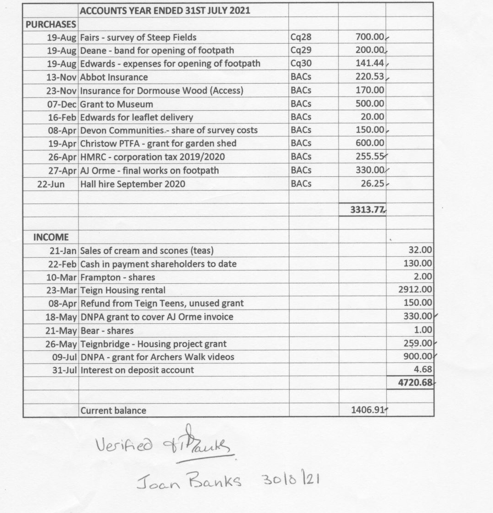 ACCOUNTS YEAR ENDED 31ST JULY 2021
PURCHASES
19-Aug Fairs - survey of Steep Fields Cq28 700.00
19-Aug Deane - band for opening of footpath Cq29 200.00
19-Aug Edwards - expenses for opening of footpath Cq30 141.44
13-Nov Abbot Insurance BACs 220.53
23-Nov Insurance for Dormouse Wood (Access) BACs 170.00
07-Dec Grant to Museum BACs 500.00
16-Feb Edwards for leaflet delivery BACs 20.00
08-Apr Devon Communities - share of survey costs BACs 150.00
19-Apr Christow PTFA - grant for garden shed BACs 600.00
26-Apr HMRC - corporation tax 2019/2020 BACs 255.55
27-Apr AJ Orme - final works on footpath BACs 330.00
22-Jun Hall hire September 2020 BACs 26.25
3313.77
INCOME
21-Jan Sales of cream and scones (teas) 32.00
22-Feb Cash in payment shareholders to date 130.00
10-Mar Frampton - shares 2.00
23-Mar Teign Housing rental 2912.00
08-Apr Refund from Teign Teens, unused grant 150.00
18-May DNPA grant to cover AJ Orme invoice 330.00
21-May Bear - shares 1.00
26-May Teignbridge - Housing project grant 259.00
09-Jul DNPA - grant for Archers Walk videos 900.00
31-Jul Interest on deposit account 4.68
4720.68
Current balance 1406.91
Verified
Joan Banks 30/8/21